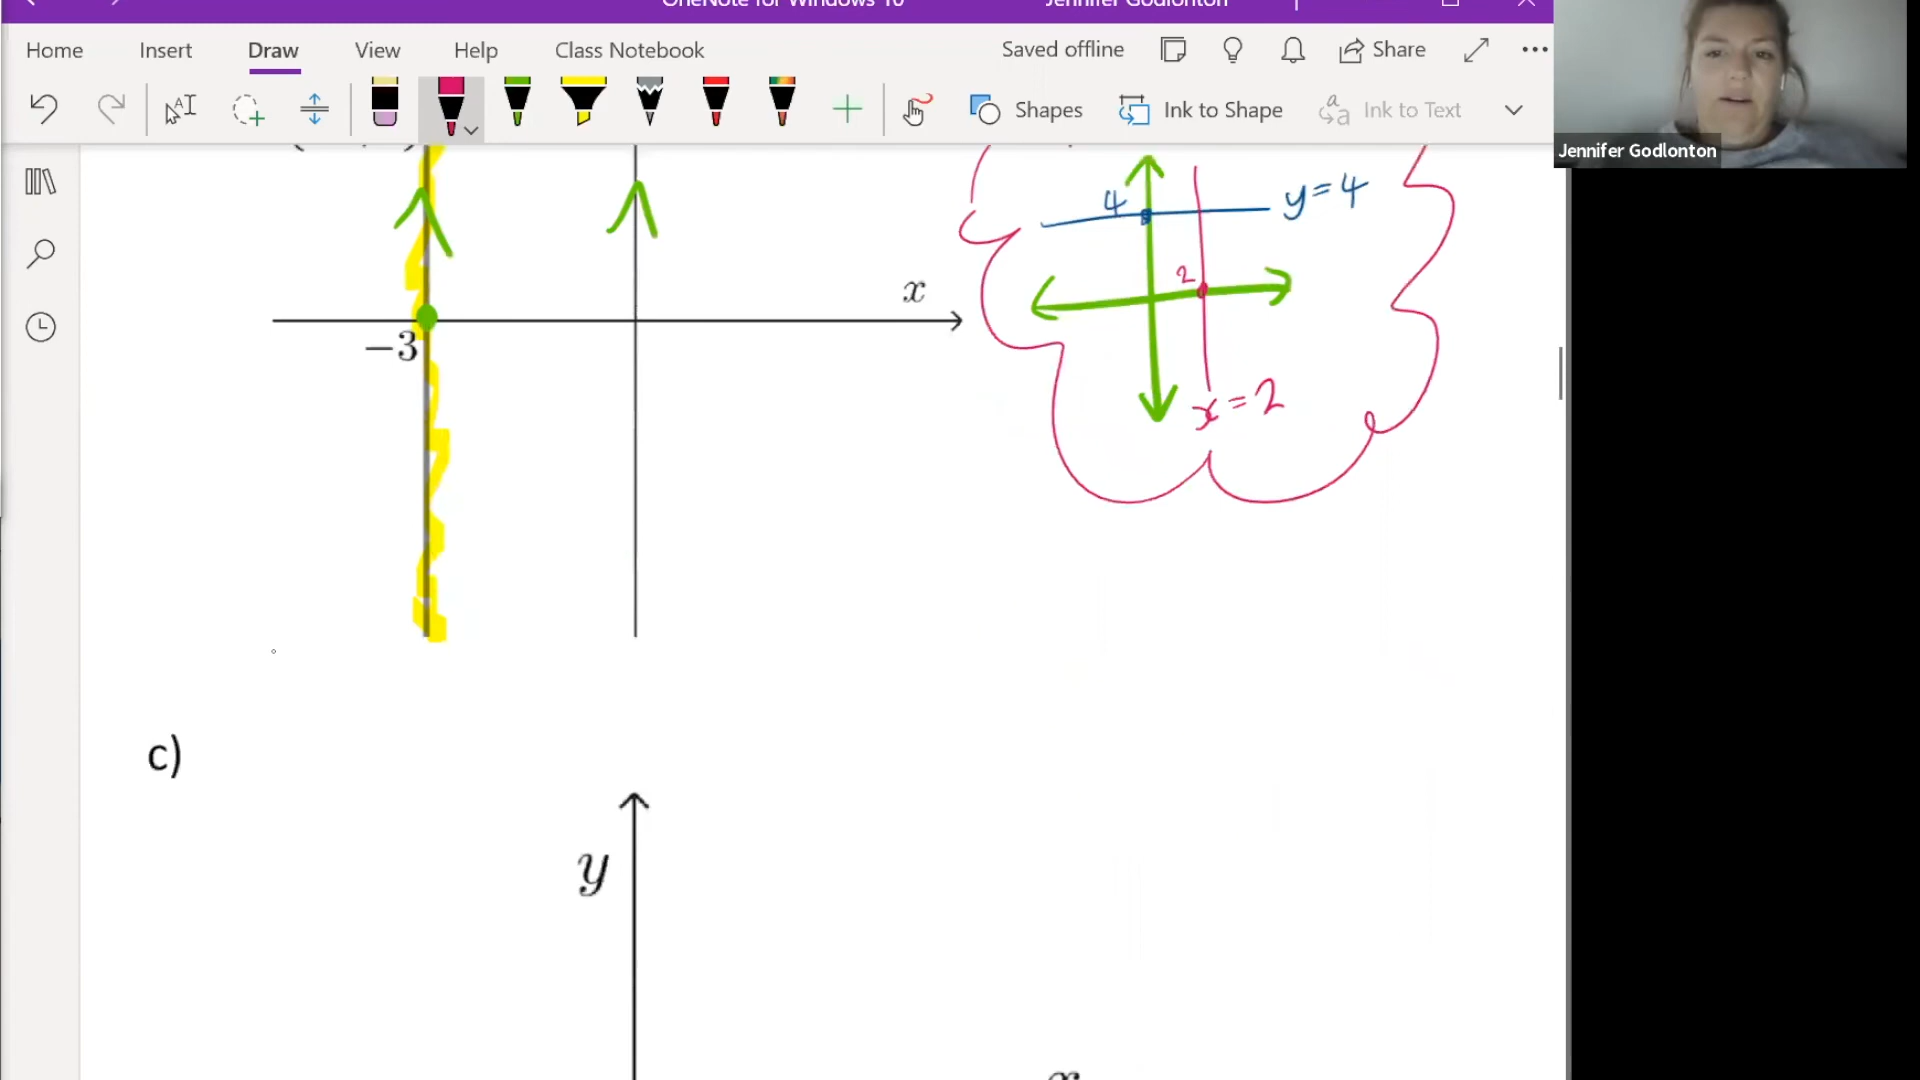 OneNote for Windows 10
Jennifer Godlonton
Home Insert Draw View Help Class Notebook
Saved offline Share
Shapes Ink to Shape Ink to Text
Jennifer Godlonton
4 y=4
x
2
−3
x=2
c)
y
x